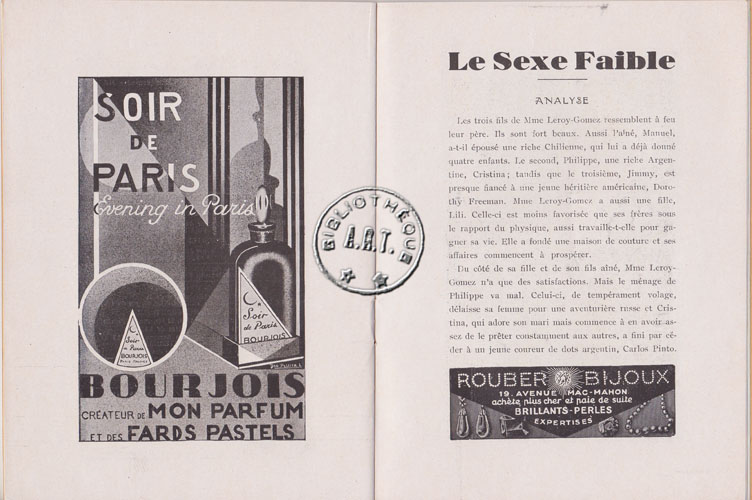 SOIR
DE
PARIS
Evening in Paris
Soir
de Paris
BOURJOIS
Soir
de Paris
BOURJOIS
BOURJOIS
CRÉATEUR DE MON PARFUM
ET DES FARDS PASTELS
BIBLIOTHÈQUE
A.R.T.
Le Sexe Faible
ANALYSE
Les trois fils de Mme Leroy-Gomez ressemblent à feu
leur père. Ils sont fort beaux. Aussi l'aîné, Manuel,
a-t-il épousé une riche Chilienne, qui lui a déjà donné
quatre enfants. Le second, Philippe, une riche Argen-
tine, Cristina; tandis que le troisième, Jimmy, est
presque fiancé à une jeune héritière américaine, Doro-
thy Freeman. Mme Leroy-Gomez a aussi une fille,
Lili. Celle-ci est moins favorisée que ses frères sous
le rapport du physique, aussi travaille-t-elle pour ga-
gner sa vie. Elle a fondé une maison de couture et ses
affaires commencent à prospérer.
Du côté de sa fille et de son fils aîné, Mme Leroy-
Gomez n'a que des satisfactions. Mais le ménage de
Philippe va mal. Celui-ci, de tempérament volage,
délaisse sa femme pour une aventurière russe et Cris-
tina, qui adore son mari mais commence à en avoir as-
sez de le prêter constamment aux autres, a fini par cé-
der à un jeune coureur de dots argentin, Carlos Pinto.
ROUBER BIJOUX
19, AVENUE MAC-MAHON
achète plus cher et paie de suite
BRILLANTS-PERLES
EXPERTISES